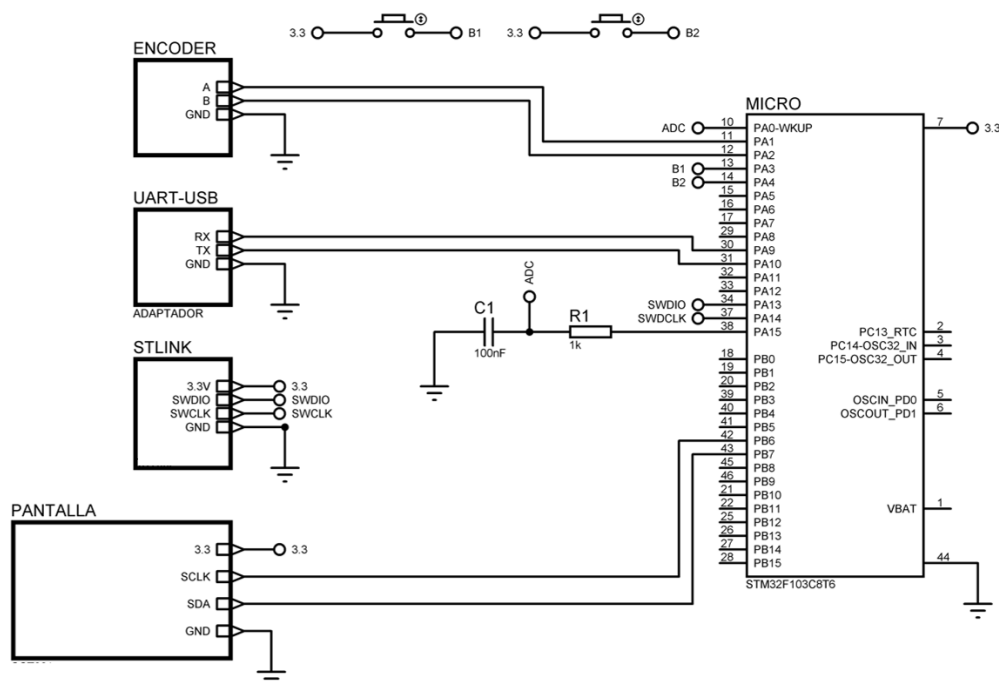 3.3 B1 3.3 B2
ENCODER
A
B
GND
UART-USB
RX
TX
GND
ADAPTADOR
STLINK
3.3V 3.3
SWDIO SWDIO
SWCLK SWCLK
GND
PANTALLA
3.3 3.3
SCLK
SDA
GND
ADC
C1
100nF
R1
1k
MICRO
ADC 10 PA0-WKUP
11 PA1
12 PA2
B1 13 PA3
B2 14 PA4
15 PA5
16 PA6
17 PA7
29 PA8
30 PA9
31 PA10
32 PA11
33 PA12
SWDIO 34 PA13
SWDCLK 37 PA14
38 PA15
18 PB0
19 PB1
20 PB2
39 PB3
40 PB4
41 PB5
42 PB6
43 PB7
45 PB8
46 PB9
21 PB10
22 PB11
25 PB12
26 PB13
27 PB14
28 PB15
7 3.3
PC13_RTC 2
PC14-OSC32_IN 3
PC15-OSC32_OUT 4
OSCIN_PD0 5
OSCOUT_PD1 6
VBAT 1
44
STM32F103C8T6